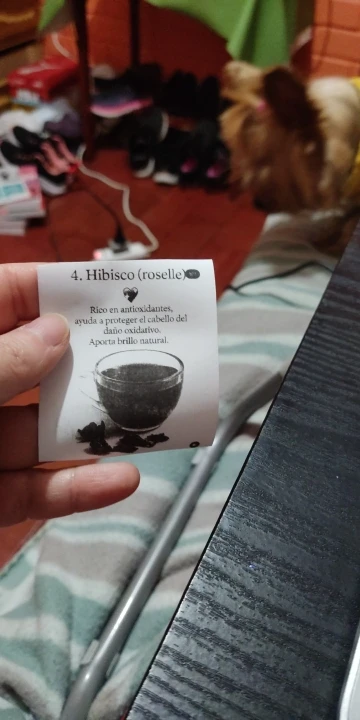 4. Hibisco (roselle)
Rico en antioxidantes,
ayuda a proteger el cabello del
daño oxidativo.
Aporta brillo natural.